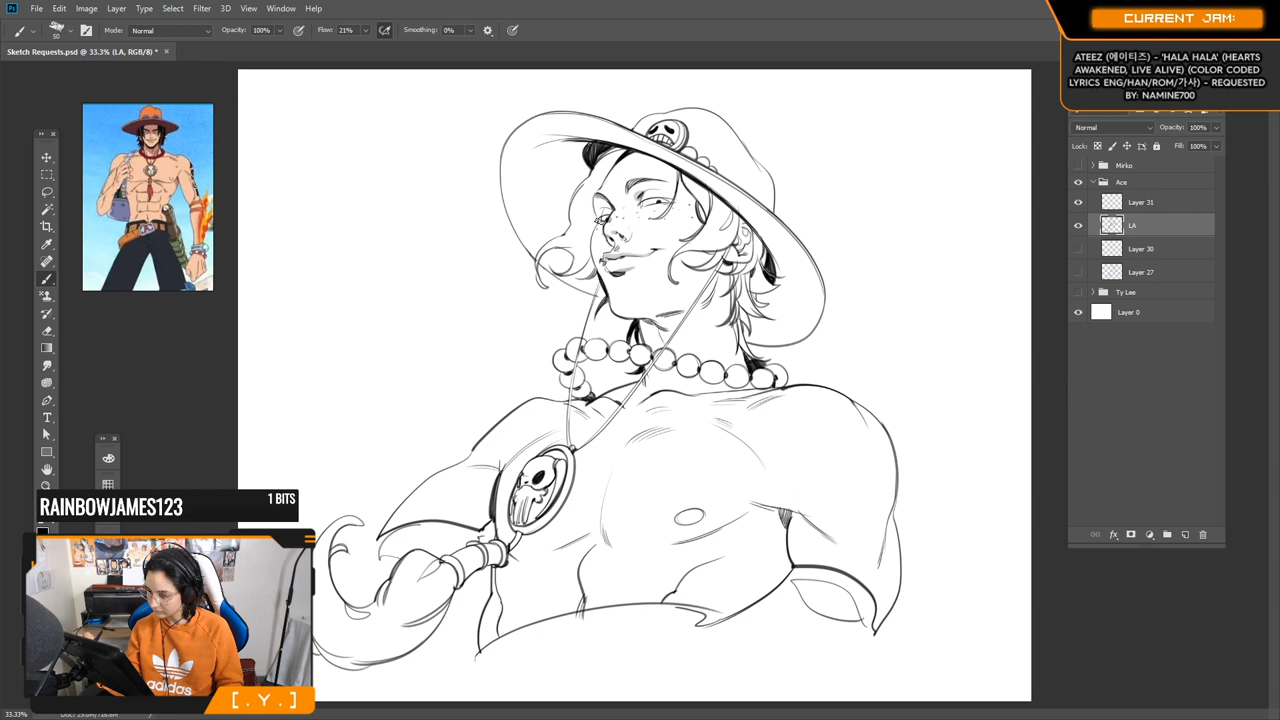 File Edit Image Layer Type Select Filter 3D View Window Help
50 Mode: Normal Opacity: 100% Flow: 21% Smoothing: 0%
Sketch Requests.psd @ 33.3% (LA, RGB/8) *
CURRENT JAM:
ATEEZ (에이티즈) - 'HALA HALA' (HEARTS
AWAKENED, LIVE ALIVE) (COLOR CODED
LYRICS ENG/HAN/ROM/가사) - REQUESTED
BY: NAMINE700
Normal Opacity: 100%
Lock: Fill: 100%
Mirko
Ace
Layer 31
LA
Layer 30
Layer 27
Ty Lee
Layer 0
fx
RAINBOWJAMES123 1 BITS
adidas
[.Y.]
33.33%